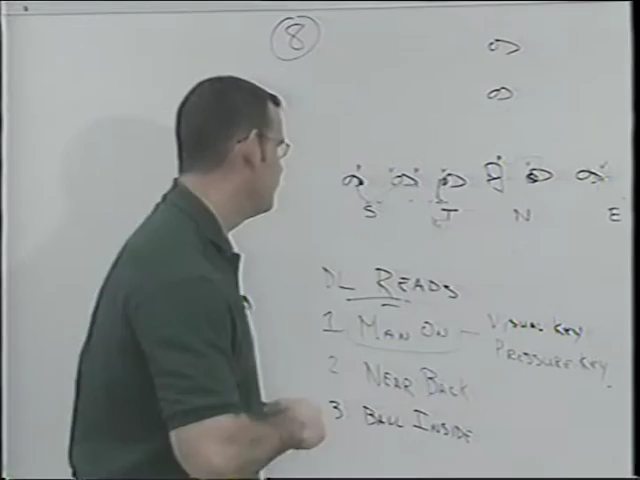 8
S T N E
DL READS
1 MAN ON — VISUAL KEY
PRESSURE KEY
2 NEAR BACK
3 BALL INSIDE